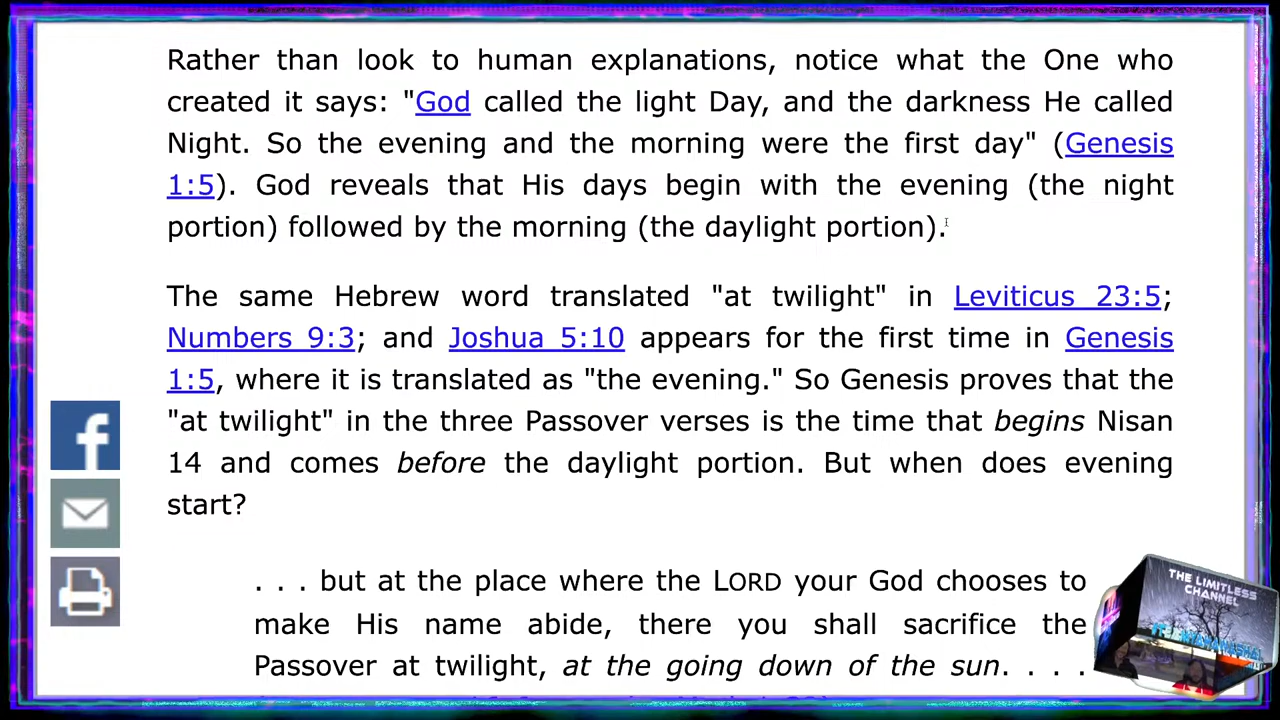 Rather than look to human explanations, notice what the One who
created it says: "God called the light Day, and the darkness He called
Night. So the evening and the morning were the first day" (Genesis
1:5). God reveals that His days begin with the evening (the night
portion) followed by the morning (the daylight portion).
The same Hebrew word translated "at twilight" in Leviticus 23:5;
Numbers 9:3; and Joshua 5:10 appears for the first time in Genesis
1:5, where it is translated as "the evening." So Genesis proves that the
"at twilight" in the three Passover verses is the time that begins Nisan
14 and comes before the daylight portion. But when does evening
start?
. . . but at the place where the LORD your God chooses to
make His name abide, there you shall sacrifice the
Passover at twilight, at the going down of the sun. . . .
THE LIMITLESS
CHANNEL